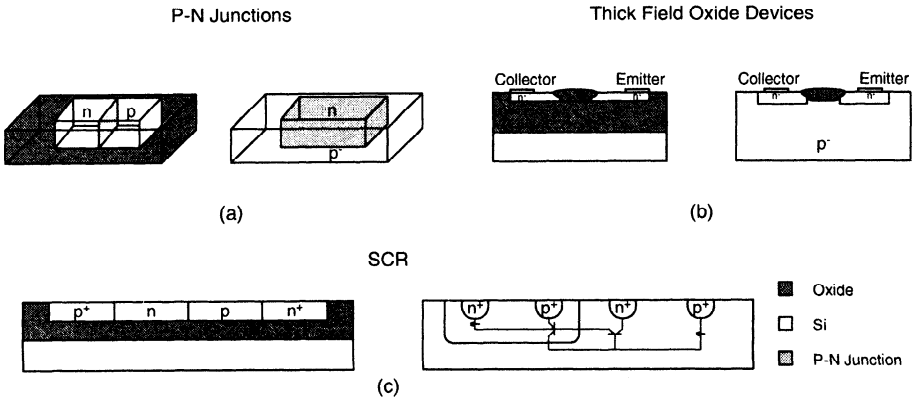 P-N Junctions
Thick Field Oxide Devices
n p
n
p-
(a)
Collector Emitter
n- n-
Collector Emitter
n- n-
p-
(b)
SCR
p+ n p n+
n+ p+ n+ p+
Oxide
Si
P-N Junction
(c)